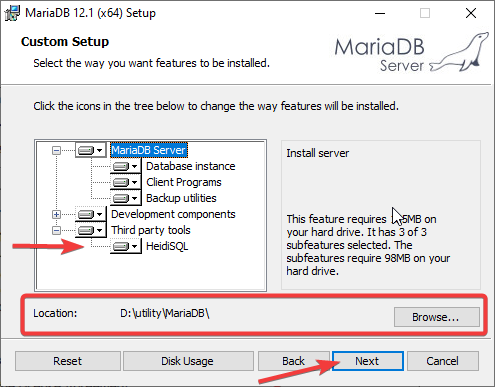 MariaDB 12.1 (x64) Setup
Custom Setup
Select the way you want features to be installed.
MariaDB
Server
Click the icons in the tree below to change the way features will be installed.
MariaDB Server
Database instance
Client Programs
Backup utilities
Development components
Third party tools
HeidiSQL
Install server
This feature requires on
your hard drive. It has 3 of 3
subfeatures selected. The
subfeatures require 98MB on your
hard drive.
Location: D:\utility\MariaDB\
Browse...
Reset Disk Usage Back Next Cancel